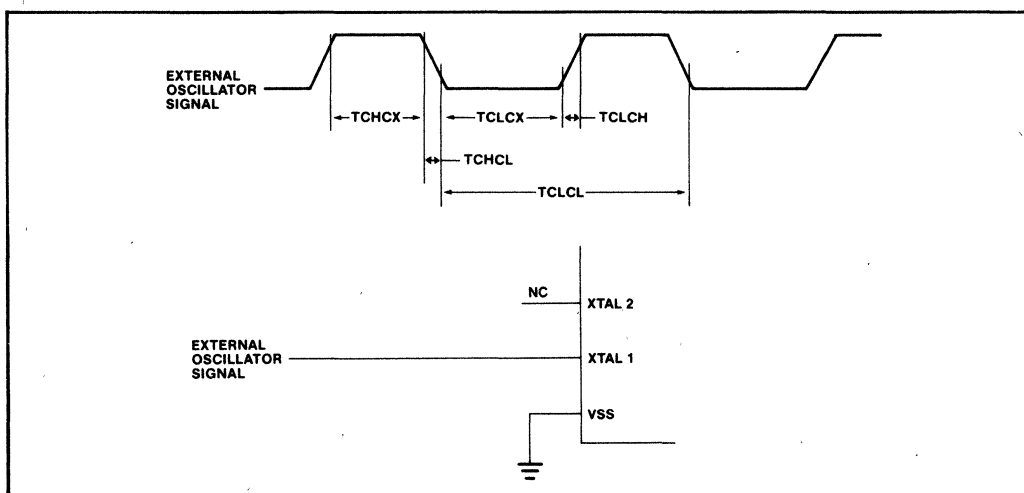 EXTERNAL
OSCILLATOR
SIGNAL
TCHCX
TCLCX
TCLCH
TCHCL
TCLCL
NC
XTAL 2
EXTERNAL
OSCILLATOR
SIGNAL
XTAL 1
VSS